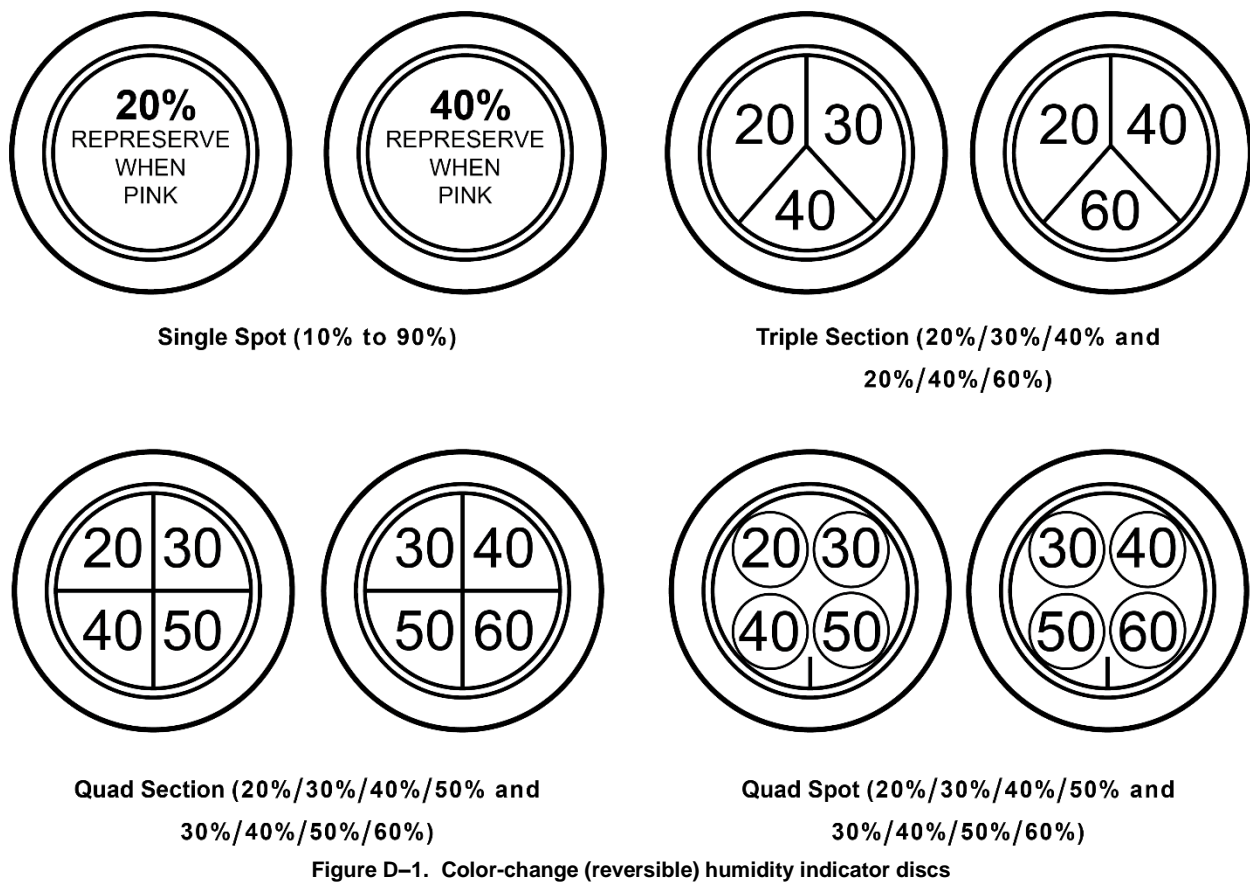 20%
REPRESERVE
WHEN
PINK
40%
REPRESERVE
WHEN
PINK
Single Spot (10% to 90%)
20 30
40
20 40
60
Triple Section (20%/30%/40% and
20%/40%/60%)
20 30
40 50
30 40
50 60
Quad Section (20%/30%/40%/50% and
30%/40%/50%/60%)
20 30
40 50
30 40
50 60
Quad Spot (20%/30%/40%/50% and
30%/40%/50%/60%)
Figure D–1. Color-change (reversible) humidity indicator discs